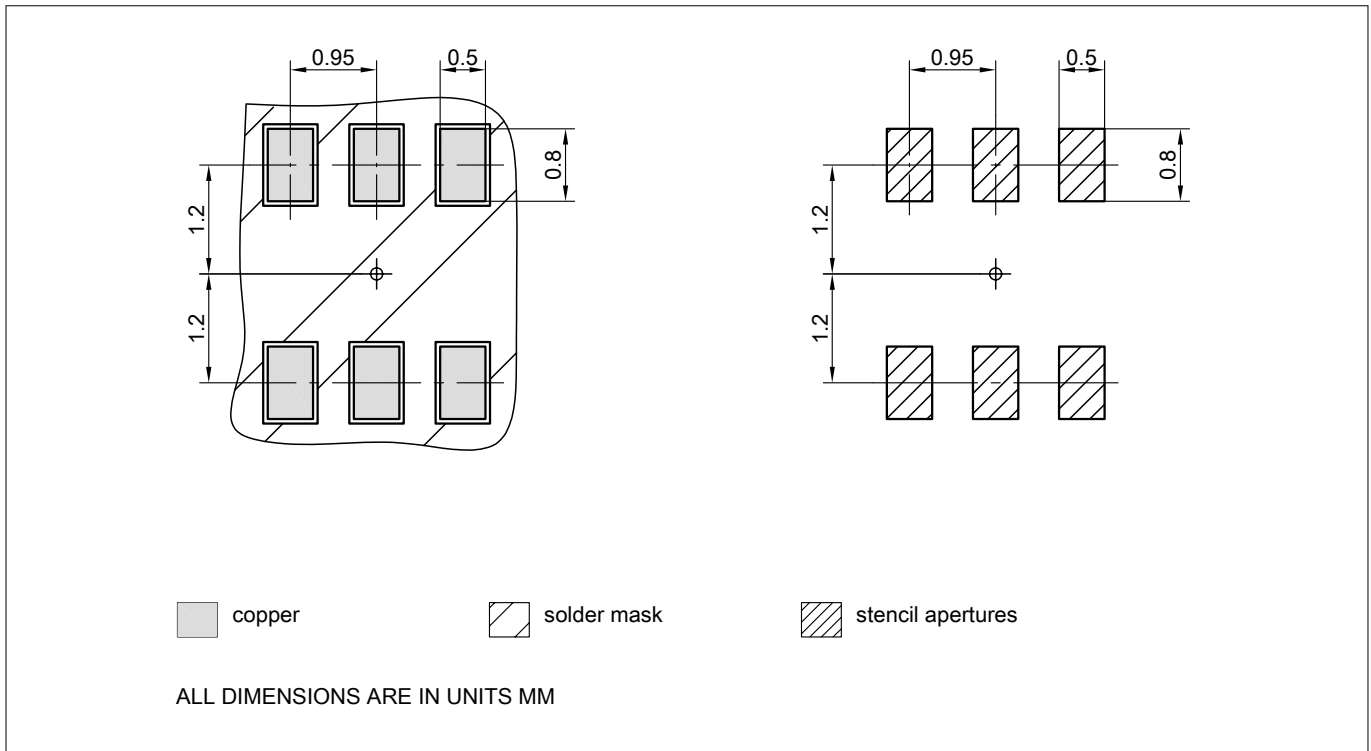 0.95 0.5 0.95 0.5
0.8 0.8
1.2 1.2
1.2 1.2
copper solder mask stencil apertures
ALL DIMENSIONS ARE IN UNITS MM